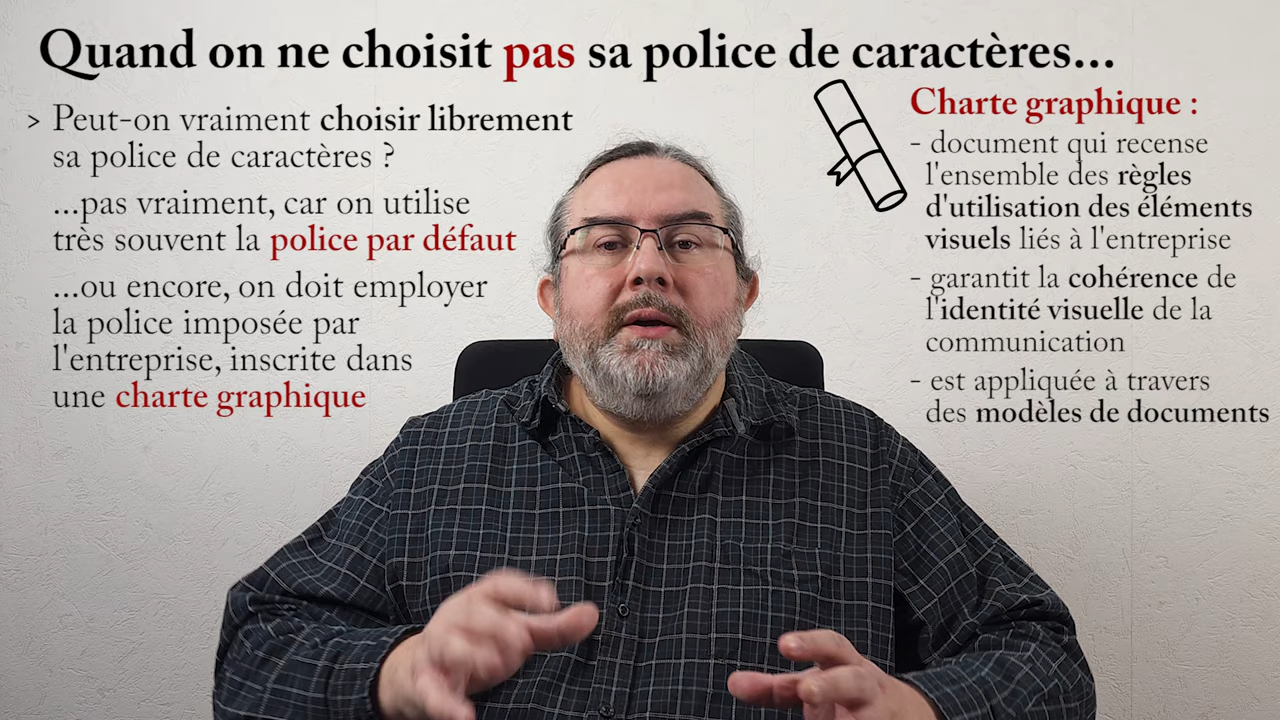 Quand on ne choisit pas sa police de caractères...
> Peut-on vraiment choisir librement
sa police de caractères ?
...pas vraiment, car on utilise
très souvent la police par défaut
...ou encore, on doit employer
la police imposée par
l'entreprise, inscrite dans
une charte graphique
Charte graphique :
- document qui recense
l'ensemble des règles
d'utilisation des éléments
visuels liés à l'entreprise
- garantit la cohérence de
l'identité visuelle de la
communication
- est appliquée à travers
des modèles de documents